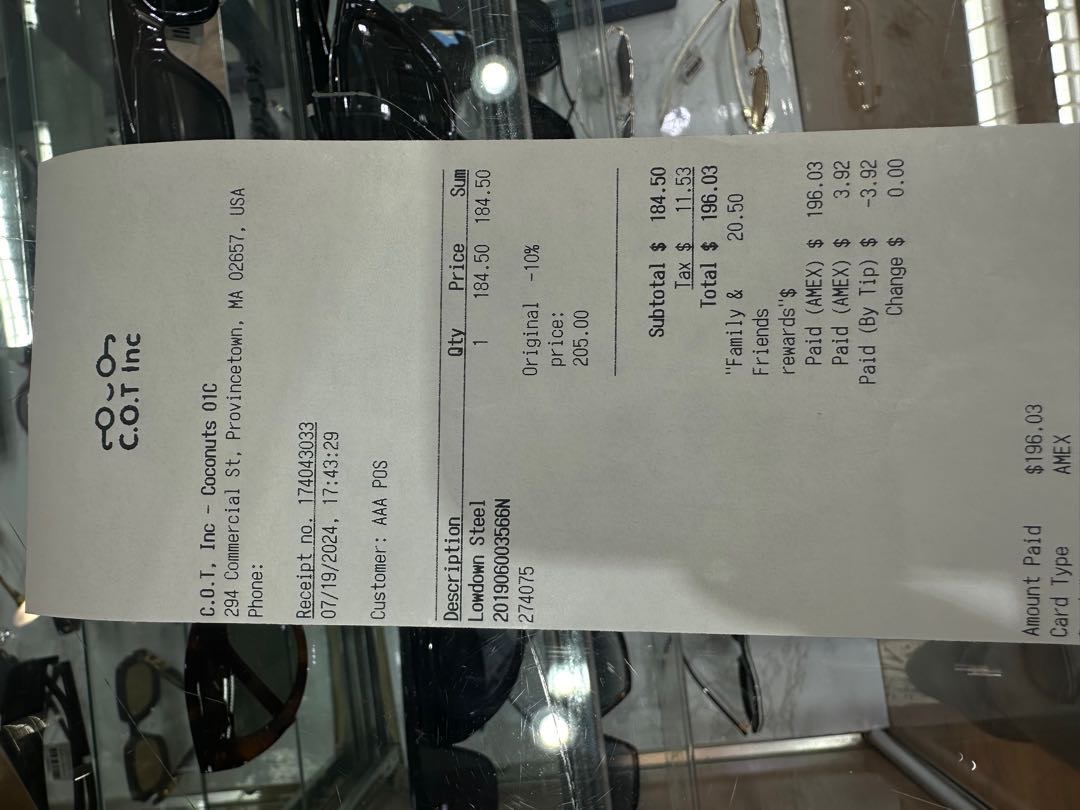 C.O.T Inc
C.O.T, Inc - Coconuts 01C
294 Commercial St, Provincetown, MA 02657, USA
Phone:
Receipt no. 174043033
07/19/2024, 17:43:29
Customer: AAA POS
Description Qty Price Sum
Lowdown Steel 1 184.50 184.50
201906003566N
274075
Original -10%
price:
205.00
Subtotal $ 184.50
Tax $ 11.53
Total $ 196.03
"Family & 20.50
Friends
rewards"$
Paid (AMEX) $ 196.03
Paid (AMEX) $ 3.92
Paid (By Tip) $ -3.92
Change $ 0.00
Amount Paid $196.03
Card Type AMEX